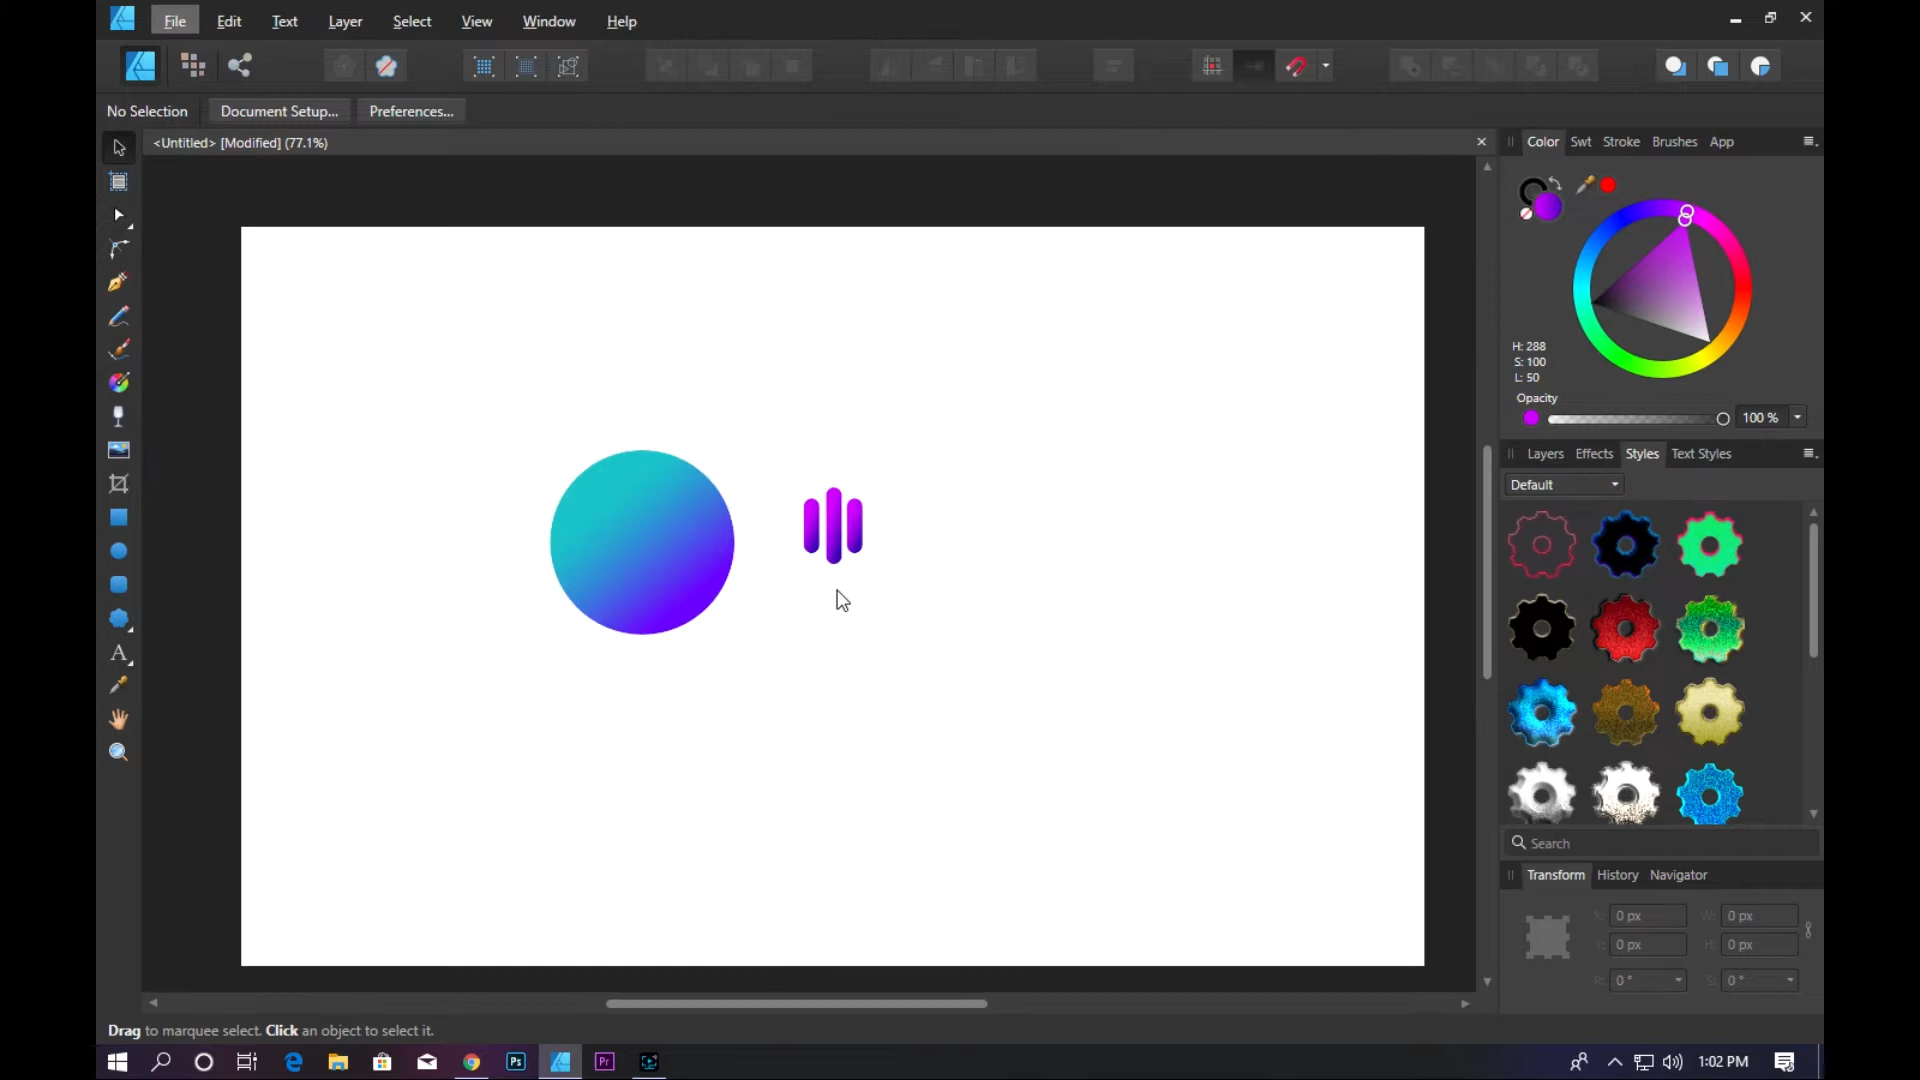 File Edit Text Layer Select View Window Help
No Selection Document Setup... Preferences...
<Untitled> [Modified] (77.1%)
Color Swt Stroke Brushes App
H: 288
S: 100
L: 50
Opacity
100 %
Layers Effects Styles Text Styles
Default
Search
Transform History Navigator
X: 0 px W: 0 px
Y: 0 px H: 0 px
R: 0 ° S: 0 °
Drag to marquee select. Click an object to select it.
Ps Pr 1:02 PM